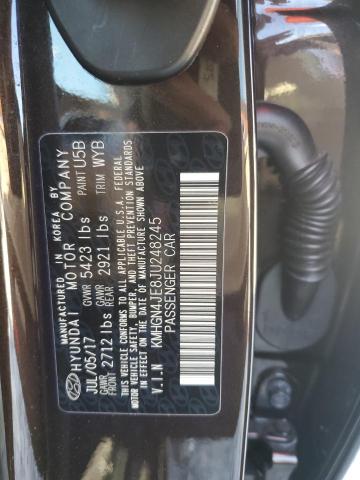 MANUFACTURED IN KOREA BY
HYUNDAI MOTOR COMPANY
JUL/05/17 GVWR 5423 lbs PAINT U5B
GAWR FRONT 2712 lbs GAWR REAR 2921 lbs TRIM WYB
THIS VEHICLE CONFORMS TO ALL APPLICABLE U.S.A. FEDERAL
MOTOR VEHICLE SAFETY, BUMPER, AND THEFT PREVENTION STANDARDS
IN EFFECT ON THE DATE OF MANUFACTURE SHOWN ABOVE.
V.I.N KMHGN4JE8JU248245
PASSENGER CAR